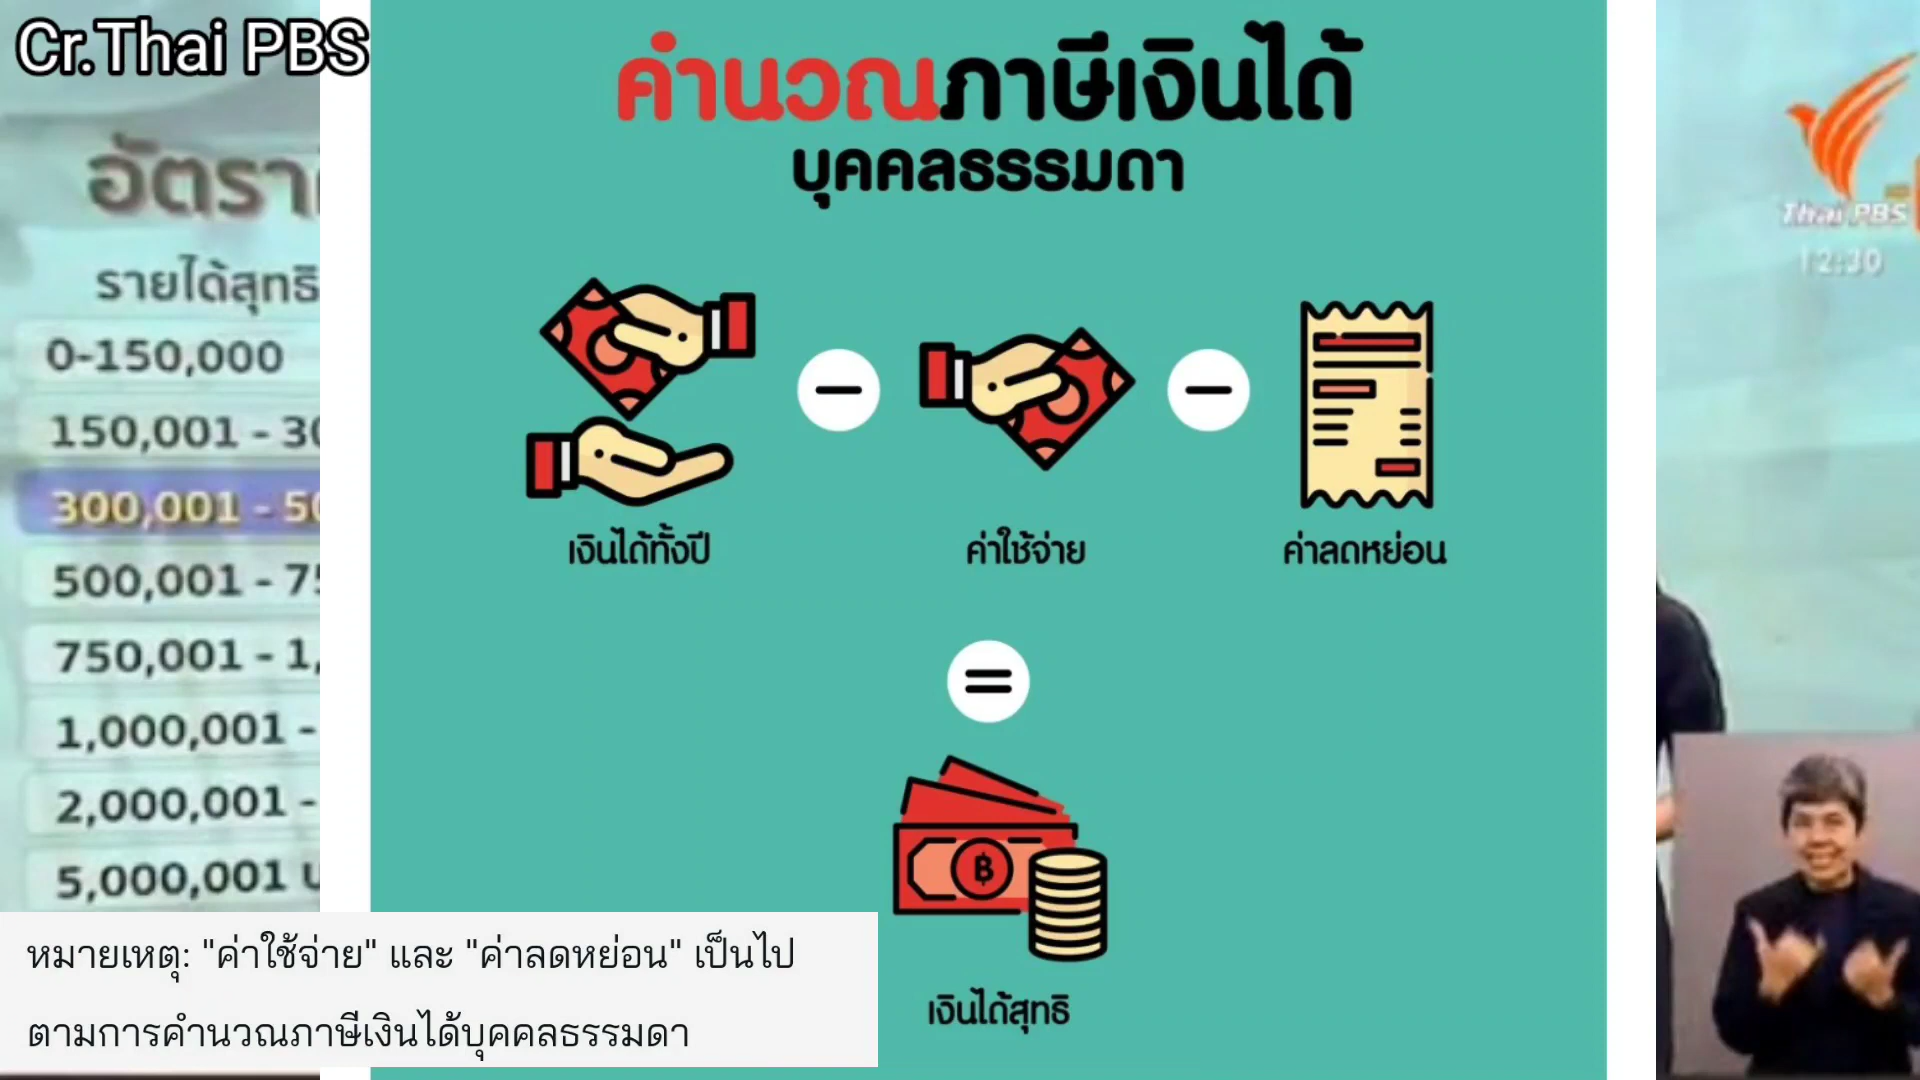 Cr.Thai PBS
คำนวณภาษีเงินได้
บุคคลธรรมดา
เงินได้ทั้งปี
ค่าใช้จ่าย
ค่าลดหย่อน
฿
เงินได้สุทธิ
อัตรา
รายได้สุทธิ
0-150,000
150,001 - 30
300,001 - 50
500,001 - 75
750,001 - 1,
1,000,001 -
2,000,001 -
5,000,001
หมายเหตุ: "ค่าใช้จ่าย" และ "ค่าลดหย่อน" เป็นไป
ตามการคำนวณภาษีเงินได้บุคคลธรรมดา
Thai PBS
12:30